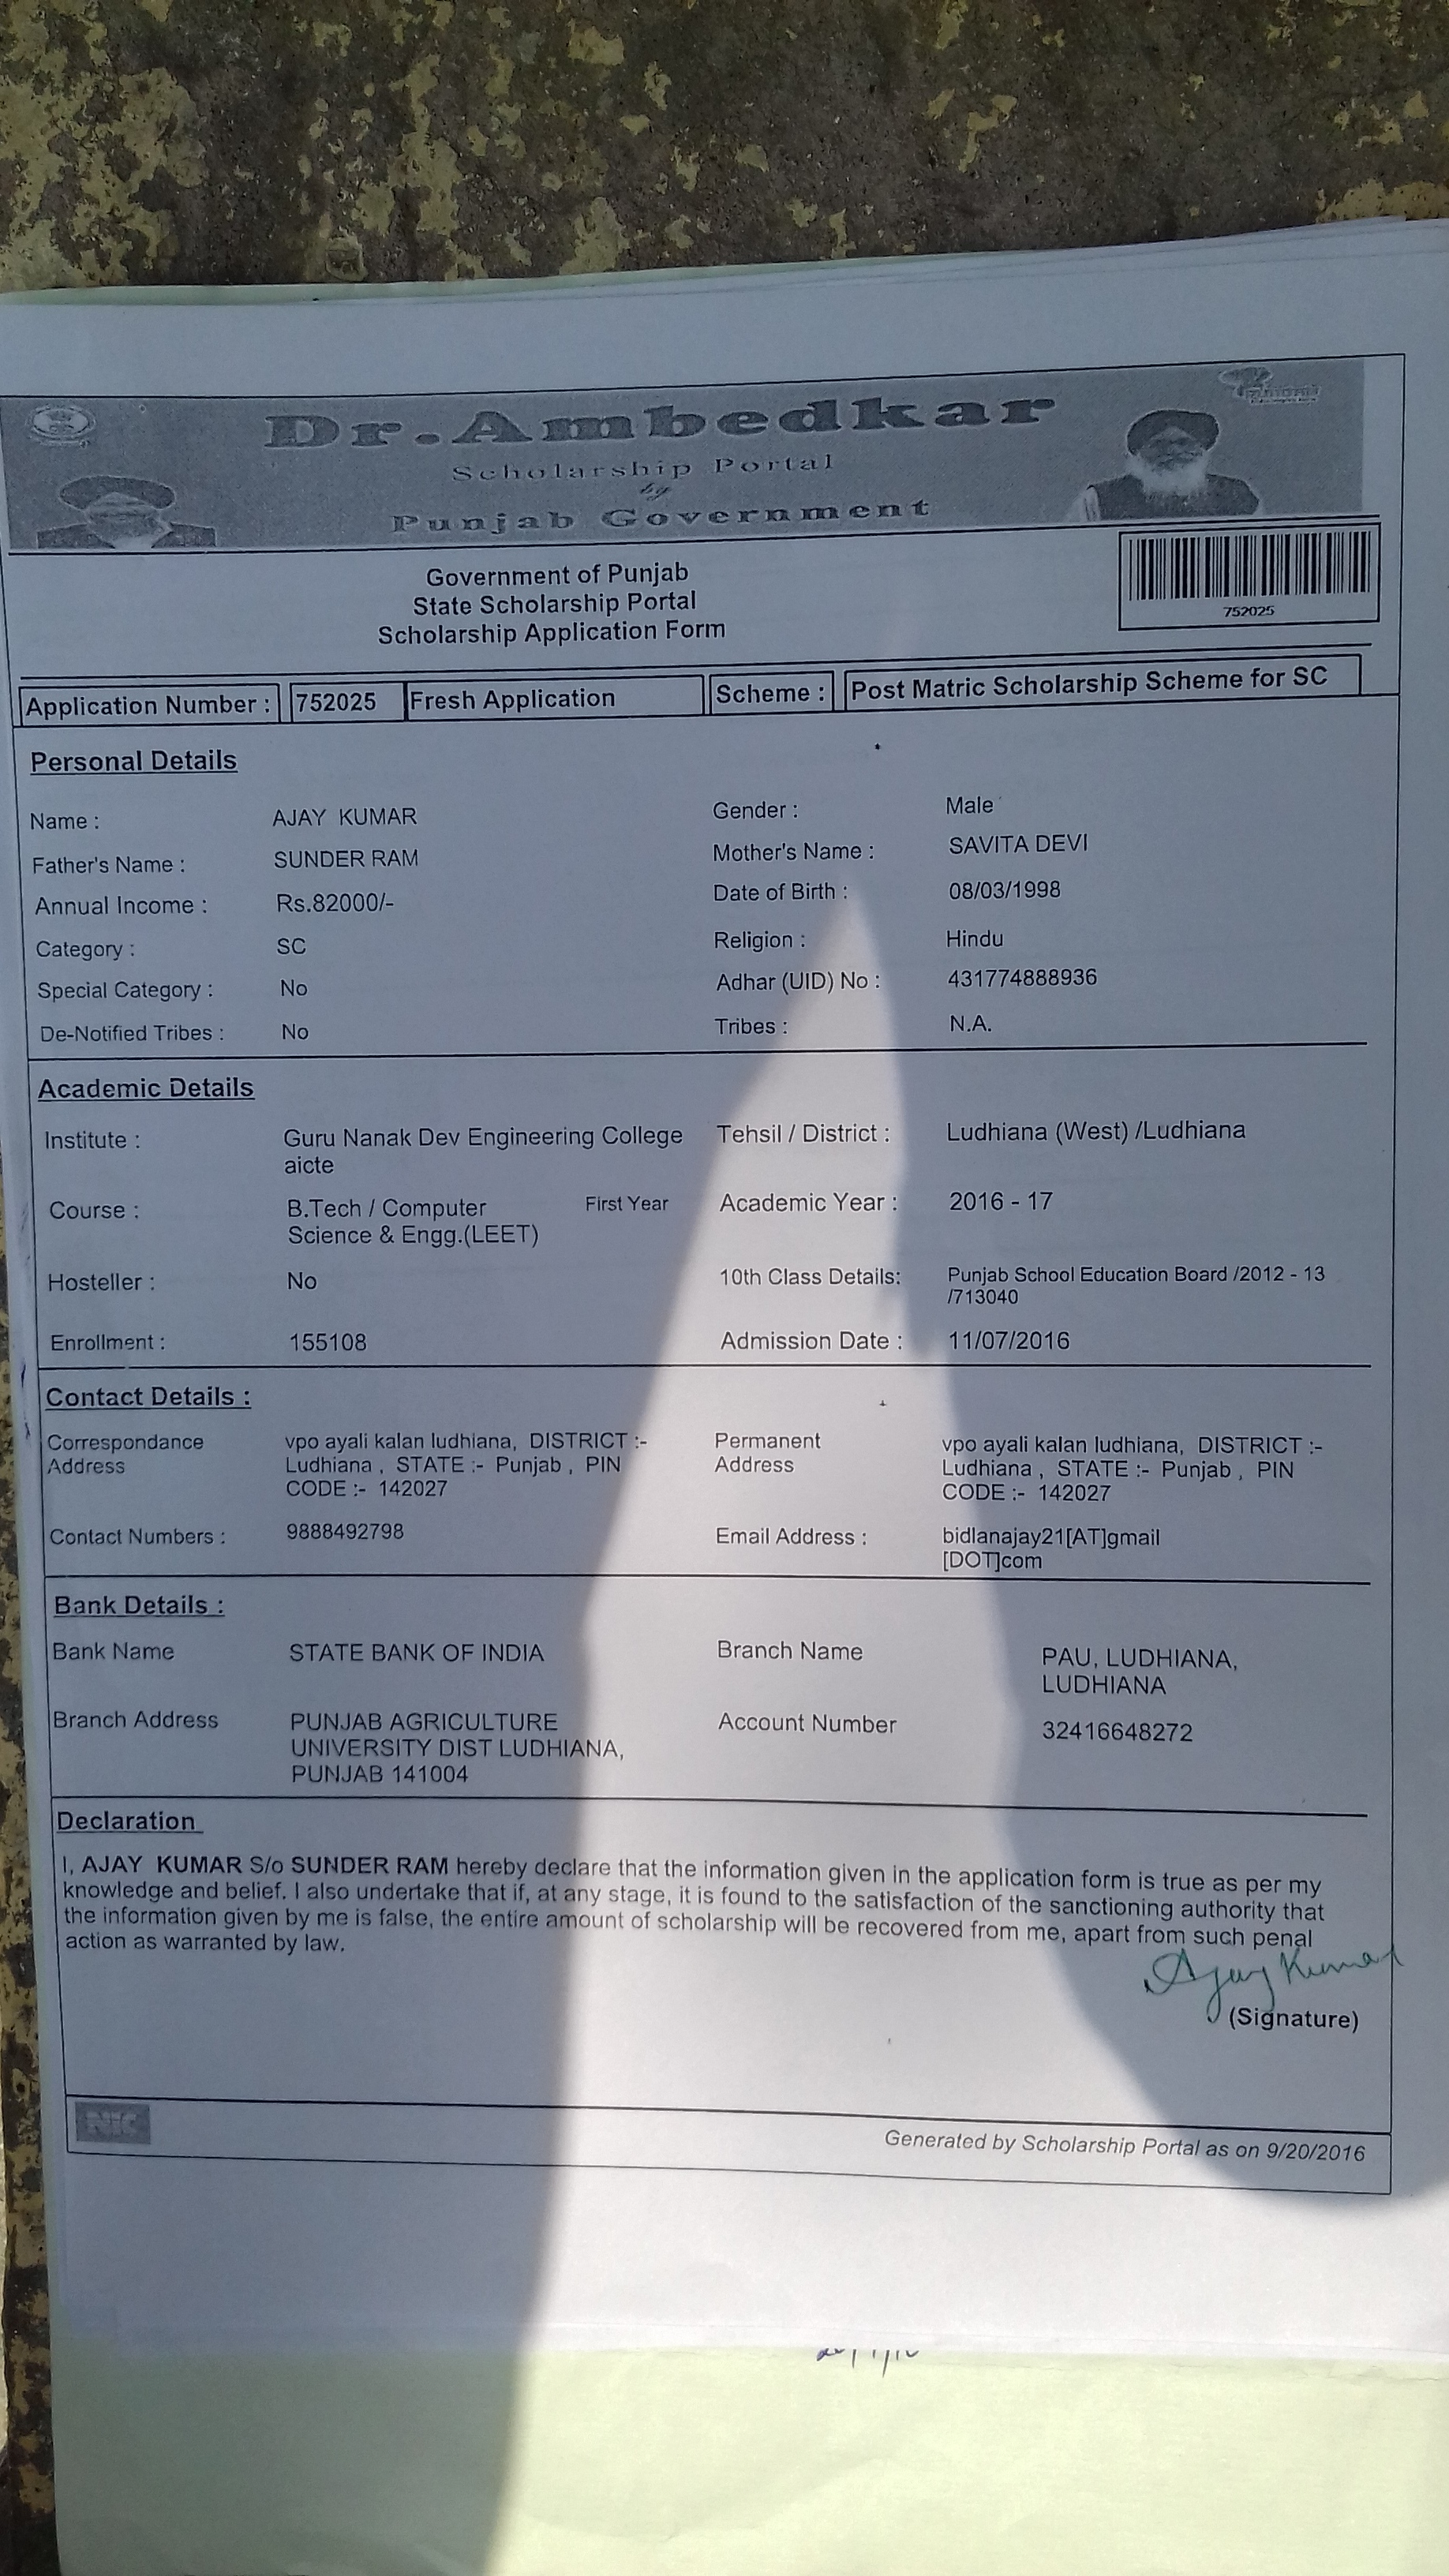 Dr. Ambedkar
Scholarship Portal
by
Punjab Government
Government of Punjab
State Scholarship Portal
Scholarship Application Form
752025
Application Number : 752025 Fresh Application Scheme : Post Matric Scholarship Scheme for SC
Personal Details
Name : AJAY KUMAR Gender : Male
Father's Name : SUNDER RAM Mother's Name : SAVITA DEVI
Annual Income : Rs.82000/- Date of Birth : 08/03/1998
Category : SC Religion : Hindu
Special Category : No Adhar (UID) No : 431774888936
De-Notified Tribes : No Tribes : N.A.
Academic Details
Institute : Guru Nanak Dev Engineering College Tehsil / District : Ludhiana (West) /Ludhiana
aicte
Course : B.Tech / Computer First Year Academic Year : 2016 - 17
Science & Engg.(LEET)
Hosteller : No 10th Class Details: Punjab School Education Board /2012 - 13
/713040
Enrollment : 155108 Admission Date : 11/07/2016
Contact Details :
Correspondance vpo ayali kalan ludhiana, DISTRICT :- Permanent vpo ayali kalan ludhiana, DISTRICT :-
Address Ludhiana , STATE :- Punjab , PIN Address Ludhiana , STATE :- Punjab , PIN
CODE :- 142027 CODE :- 142027
Contact Numbers : 9888492798 Email Address : bidlanajay21[AT]gmail
[DOT]com
Bank Details :
Bank Name STATE BANK OF INDIA Branch Name PAU, LUDHIANA,
LUDHIANA
Branch Address PUNJAB AGRICULTURE Account Number 32416648272
UNIVERSITY DIST LUDHIANA,
PUNJAB 141004
Declaration
I, AJAY KUMAR S/o SUNDER RAM hereby declare that the information given in the application form is true as per my
knowledge and belief. I also undertake that if, at any stage, it is found to the satisfaction of the sanctioning authority that
the information given by me is false, the entire amount of scholarship will be recovered from me, apart from such penal
action as warranted by law.
Ajay Kumar
(Signature)
NIC
Generated by Scholarship Portal as on 9/20/2016